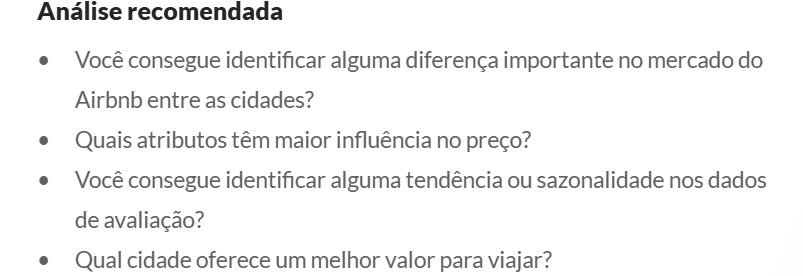 Análise recomendada
• Você consegue identificar alguma diferença importante no mercado do
Airbnb entre as cidades?
• Quais atributos têm maior influência no preço?
• Você consegue identificar alguma tendência ou sazonalidade nos dados
de avaliação?
• Qual cidade oferece um melhor valor para viajar?